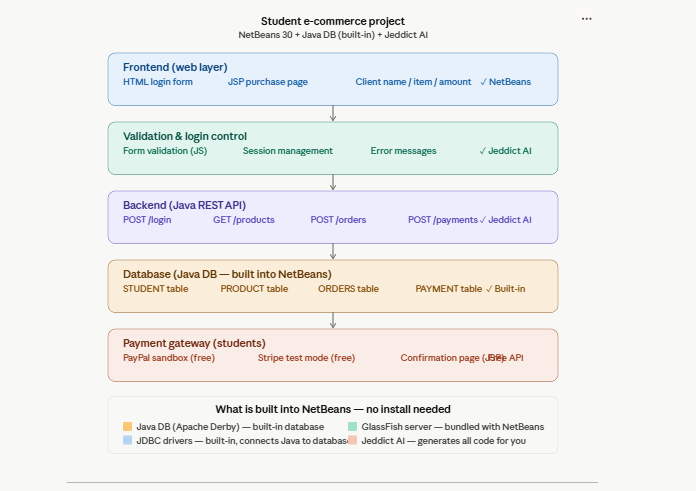 Student e-commerce project
NetBeans 30 + Java DB (built-in) + Jeddict AI
Frontend (web layer)
HTML login form JSP purchase page Client name / item / amount ✓ NetBeans
Validation & login control
Form validation (JS) Session management Error messages ✓ Jeddict AI
Backend (Java REST API)
POST /login GET /products POST /orders POST /payments ✓ Jeddict AI
Database (Java DB — built into NetBeans)
STUDENT table PRODUCT table ORDERS table PAYMENT table ✓ Built-in
Payment gateway (students)
PayPal sandbox (free) Stripe test mode (free) Confirmation page (JSP) Free API
What is built into NetBeans — no install needed
Java DB (Apache Derby) — built-in database GlassFish server — bundled with NetBeans
JDBC drivers — built-in, connects Java to database Jeddict AI — generates all code for you